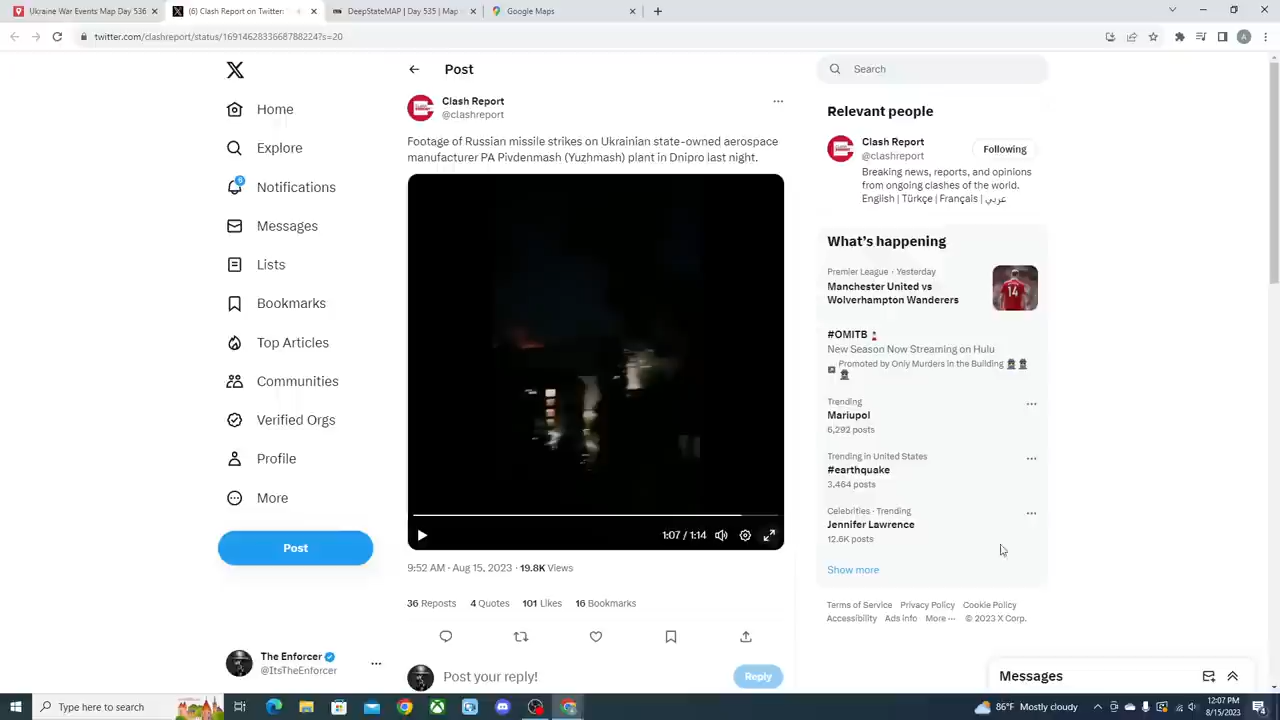 Ukraine War Events Map Day 536
(6) Clash Report on Twitter
DeepStateMAP | Day 535 | Map
Google Maps
twitter.com/clashreport/status/1691462833668788224?s=20
A
Home
Explore
6
Notifications
Messages
Lists
Bookmarks
Top Articles
Communities
Verified Orgs
Profile
More
Post
The Enforcer
@ItsTheEnforcer
Post
Clash Report
@clashreport
Footage of Russian missile strikes on Ukrainian state-owned aerospace
manufacturer PA Pivdenmash (Yuzhmash) plant in Dnipro last night.
1:07 / 1:14
9:52 AM · Aug 15, 2023 · 19.8K Views
36 Reposts 4 Quotes 101 Likes 16 Bookmarks
Post your reply!
Reply
Search
Relevant people
Clash Report
@clashreport
Following
Breaking news, reports, and opinions
from ongoing clashes of the world.
English | Türkçe | Français | عربي
What's happening
Premier League · Yesterday
Manchester United vs
Wolverhampton Wanderers
14
#OMITB
New Season Now Streaming on Hulu
Promoted by Only Murders in the Building
Trending
Mariupol
6,292 posts
Trending in United States
#earthquake
3,464 posts
Celebrities · Trending
Jennifer Lawrence
12.6K posts
Show more
Terms of Service Privacy Policy Cookie Policy
Accessibility Ads info More ··· © 2023 X Corp.
Messages
Type here to search
86°F Mostly cloudy
12:07 PM
8/15/2023